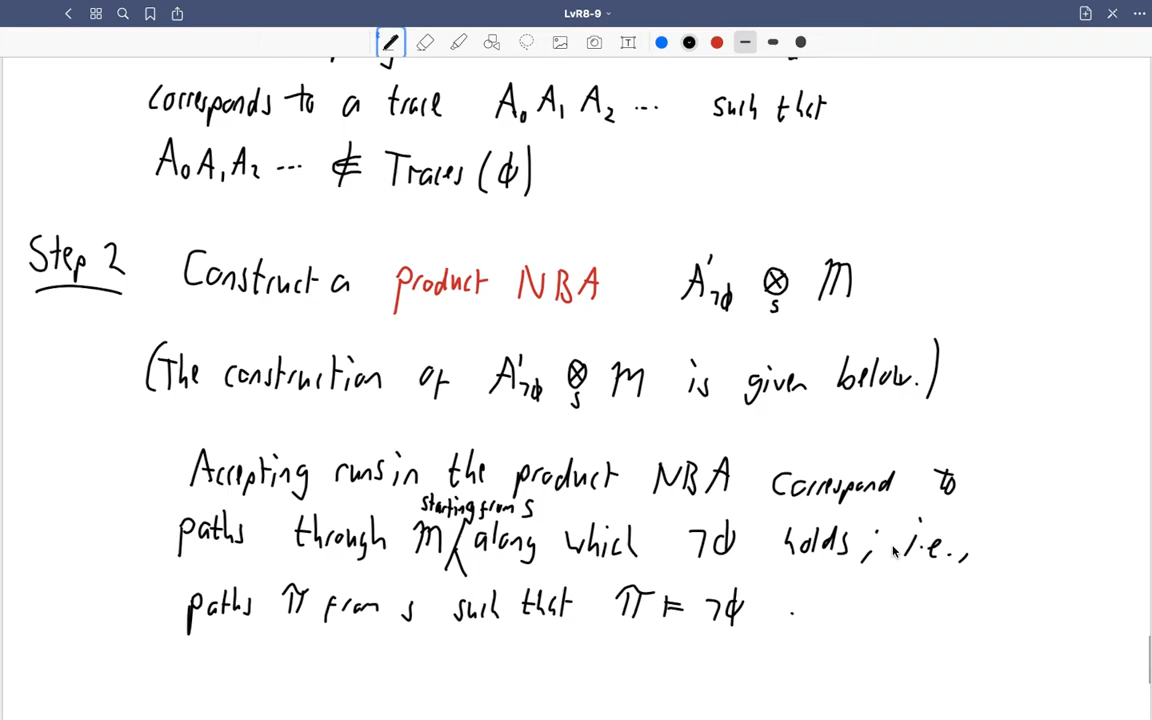 LvR8-9
corresponds to a trace A₀ A₁ A₂ ... such that
A₀ A₁ A₂ ... ∉ Traces (ϕ)
Step 2 Construct a product NBA A'¬ϕ ⊗s M
(The construction of A'¬ϕ ⊗s M is given below.)
Accepting runs in the product NBA correspond to
starting from s
paths through M along which ¬ϕ holds ; i.e.,
paths π from s such that π ⊨ ¬ϕ .